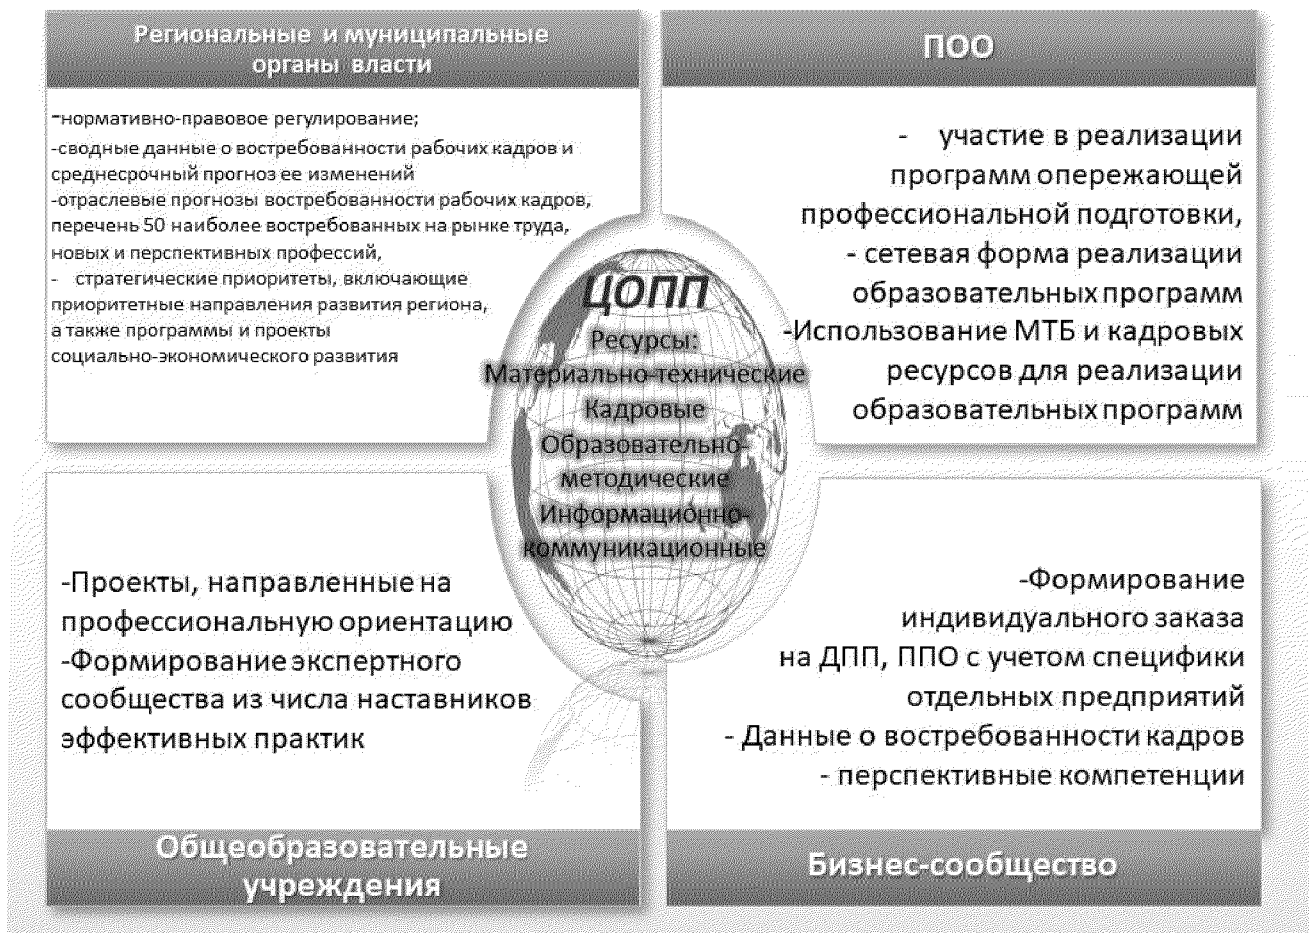 Региональные и муниципальные
органы власти
-нормативно-правовое регулирование;
-сводные данные о востребованности рабочих кадров и
среднесрочный прогноз ее изменений
-отраслевые прогнозы востребованности рабочих кадров,
перечень 50 наиболее востребованных на рынке труда,
новых и перспективных профессий,
- стратегические приоритеты, включающие
приоритетные направления развития региона,
а также программы и проекты
социально-экономического развития
ПОО
- участие в реализации
программ опережающей
профессиональной подготовки,
- сетевая форма реализации
образовательных программ
-Использование МТБ и кадровых
ресурсов для реализации
образовательных программ
ЦОПП
Ресурсы:
Материально-технические
Кадровые
Образовательно-
методические
Информационно-
коммуникационные
-Проекты, направленные на
профессиональную ориентацию
-Формирование экспертного
сообщества из числа наставников
эффективных практик
Общеобразовательные
учреждения
-Формирование
индивидуального заказа
на ДПП, ППО с учетом специфики
отдельных предприятий
- Данные о востребованности кадров
- перспективные компетенции
Бизнес-сообщество